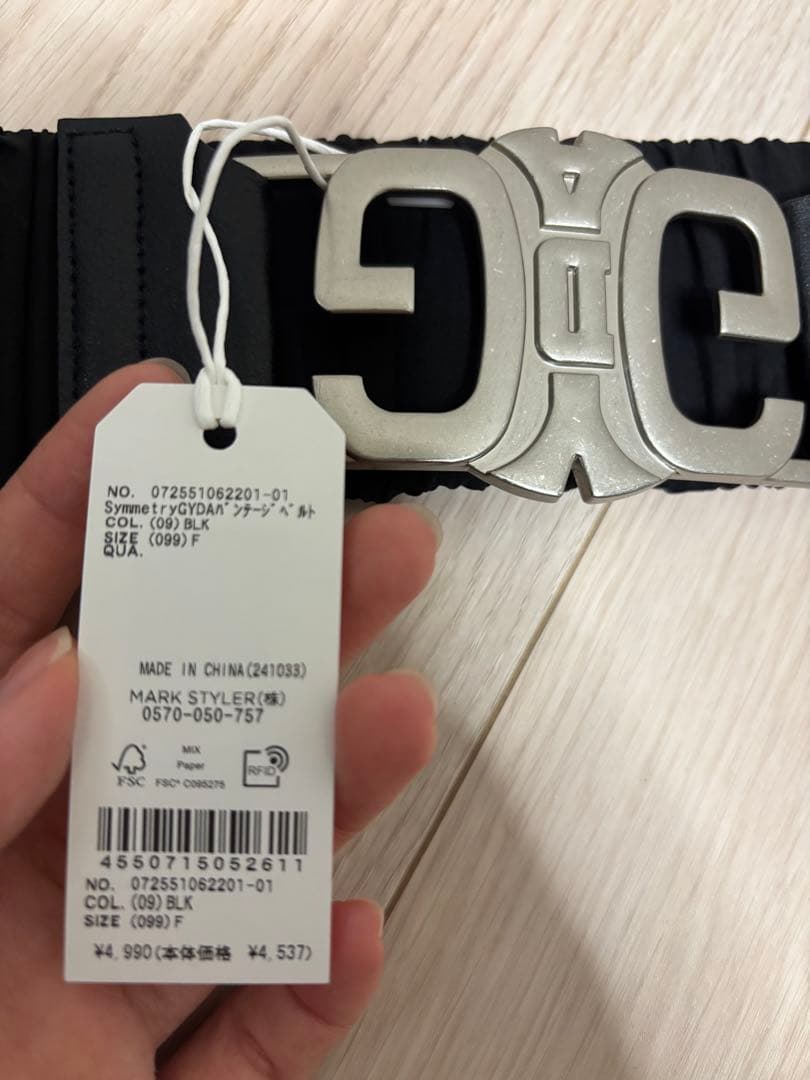 GYDA
NO. 072551062201-01
SymmetryGYDAﾊﾞﾝﾃｰｼﾞﾍﾞﾙﾄ
COL. (09) BLK
SIZE (099) F
QUA.
MADE IN CHINA(241033)
MARK STYLER(株)
0570-050-757
FSC
MIX
Paper
FSC® C095275
RFID
4550715052611
NO. 072551062201-01
COL. (09) BLK
SIZE (099) F
¥4,990(本体価格 ¥4,537)